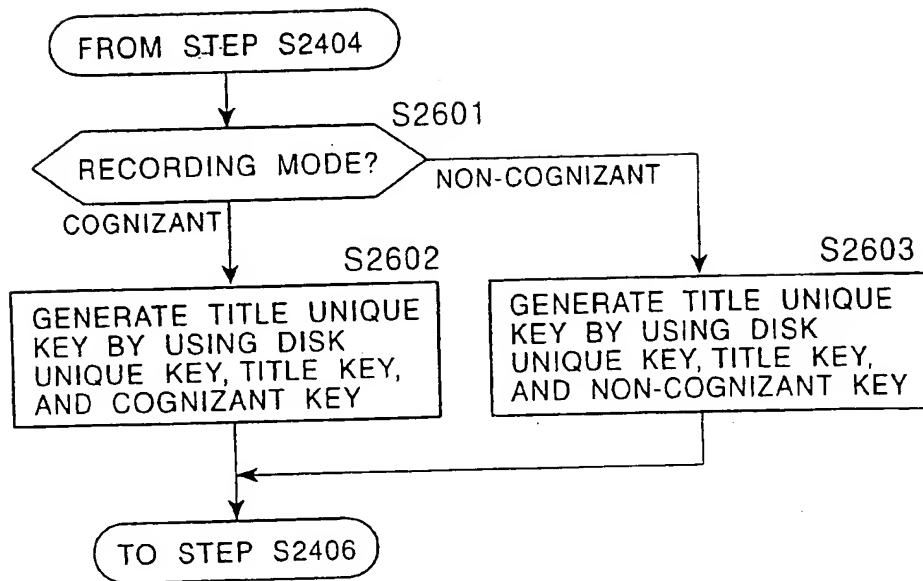 FROM STEP S2404
S2601
RECORDING MODE?
NON-COGNIZANT
COGNIZANT
S2602
GENERATE TITLE UNIQUE
KEY BY USING DISK
UNIQUE KEY, TITLE KEY,
AND COGNIZANT KEY
S2603
GENERATE TITLE UNIQUE
KEY BY USING DISK
UNIQUE KEY, TITLE KEY,
AND NON-COGNIZANT KEY
TO STEP S2406